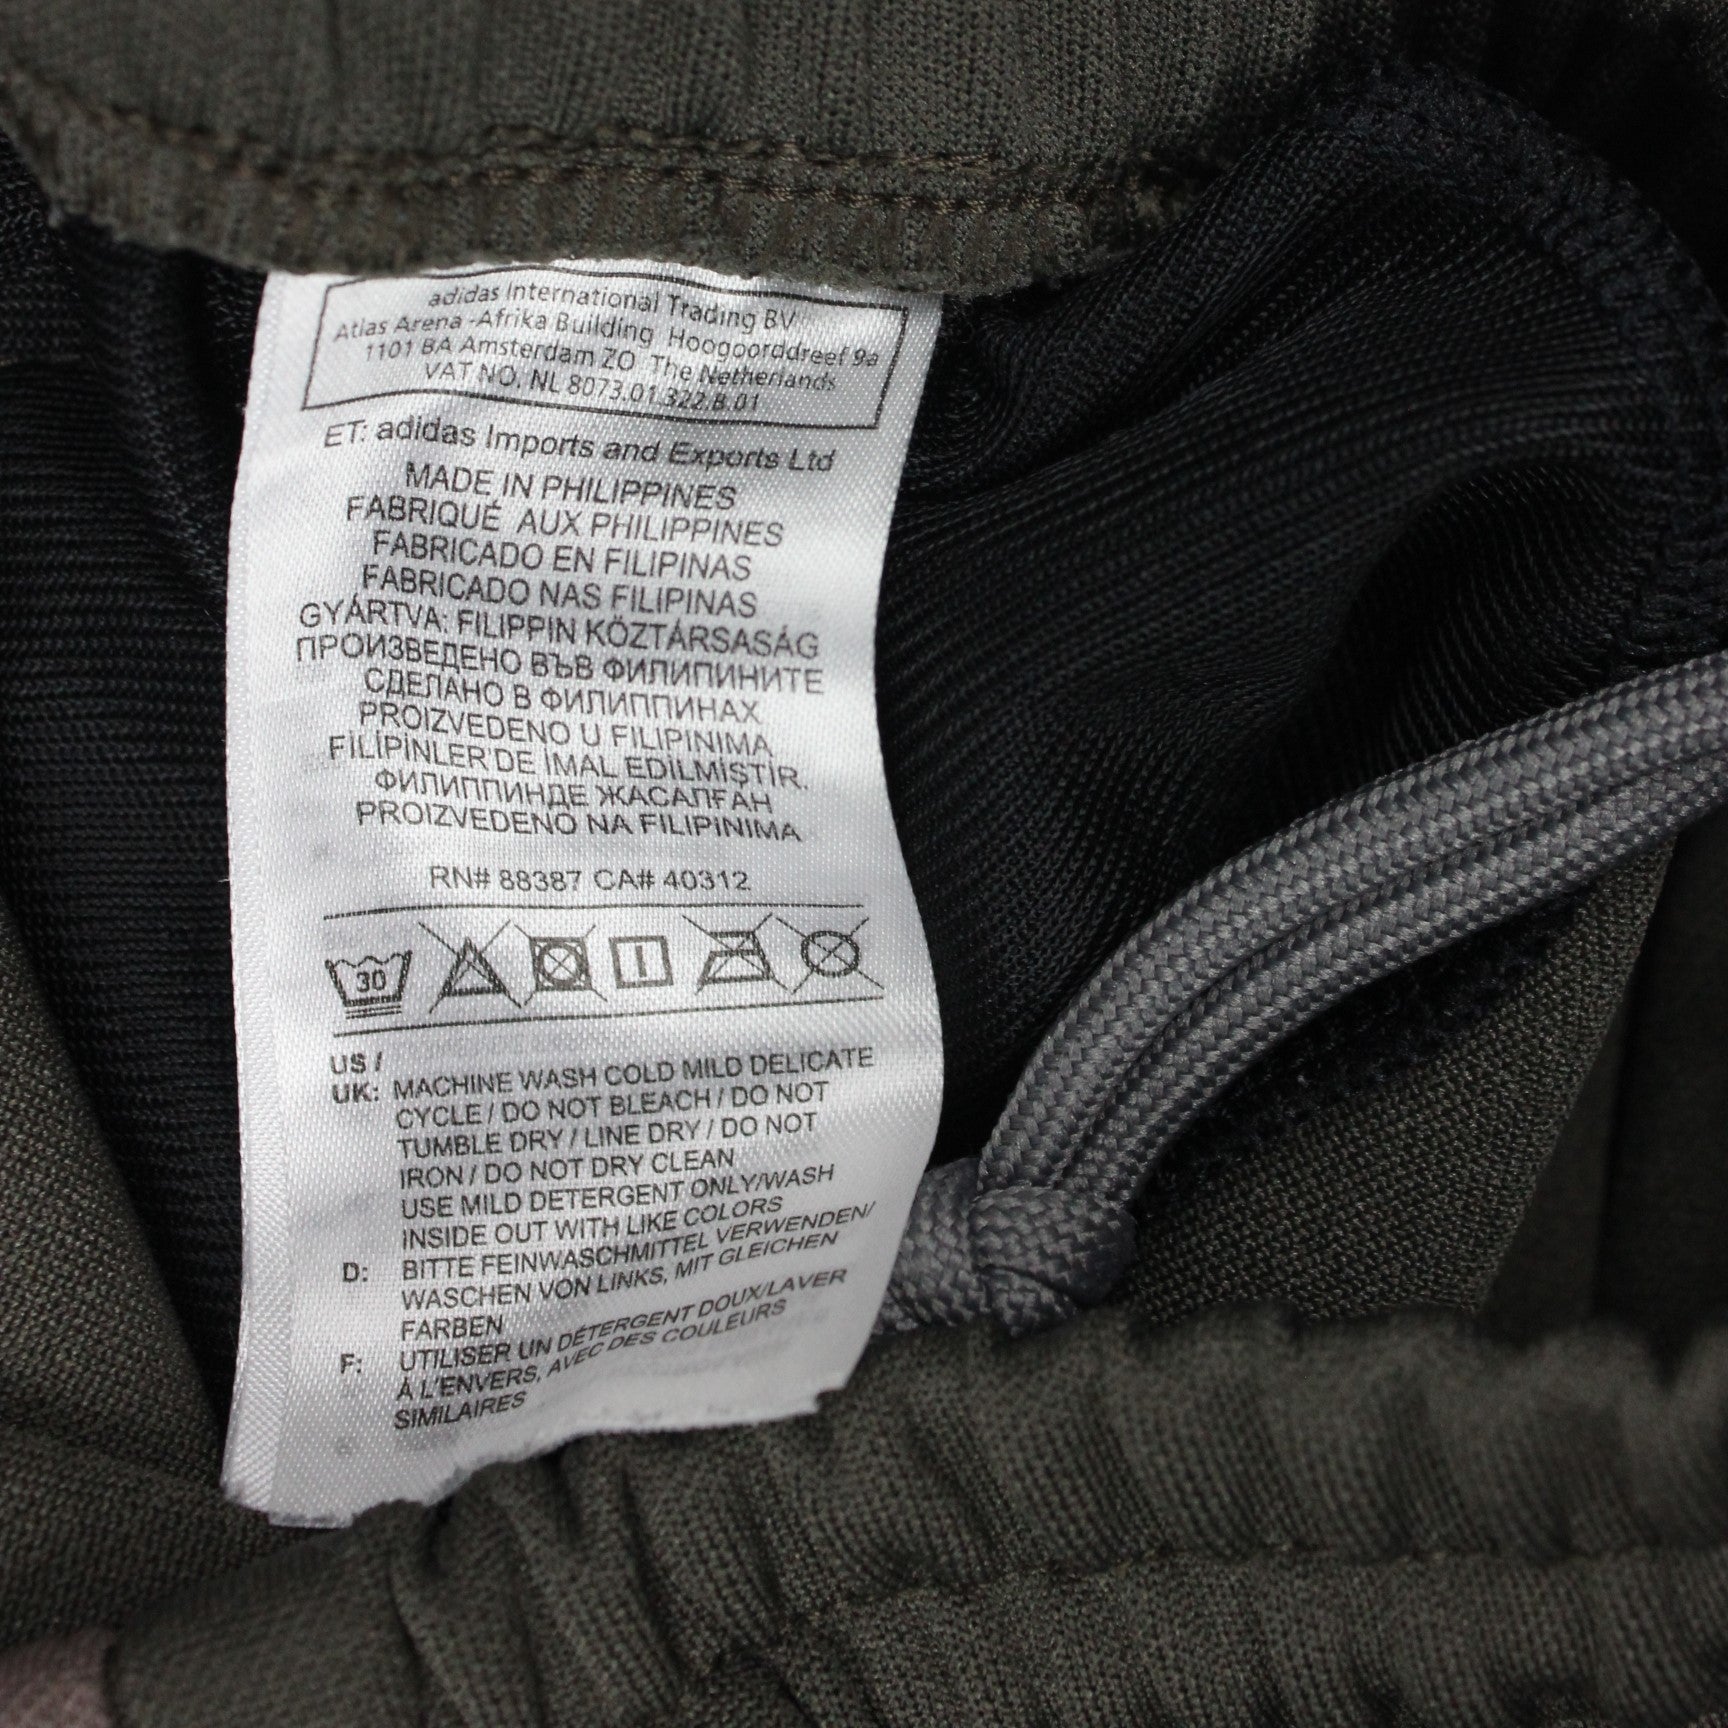 adidas International Trading BV
Atlas Arena -Afrika Building Hoogoorddreef 9a
1101 BA Amsterdam ZO The Netherlands
VAT NO. NL 8073.01.322.B.01
ET: adidas Imports and Exports Ltd
MADE IN PHILIPPINES
FABRIQUÉ AUX PHILIPPINES
FABRICADO EN FILIPINAS
FABRICADO NAS FILIPINAS
GYÁRTVA: FILIPPIN KÖZTÁRSASÁG
ПРОИЗВЕДЕНО ВЪВ ФИЛИПИНИТЕ
СДЕЛАНО В ФИЛИППИНАХ
PROIZVEDENO U FILIPINIMA
FİLİPİNLER'DE IMAL EDILMİŞTİR.
ФИЛИППИНДЕ ЖАСАЛҒАН
PROIZVEDENO NA FILIPINIMA
RN# 88387 CA# 40312
30
US /
UK: MACHINE WASH COLD MILD DELICATE
CYCLE / DO NOT BLEACH / DO NOT
TUMBLE DRY / LINE DRY / DO NOT
IRON / DO NOT DRY CLEAN
USE MILD DETERGENT ONLY/WASH
INSIDE OUT WITH LIKE COLORS
D: BITTE FEINWASCHMITTEL VERWENDEN/
WASCHEN VON LINKS, MIT GLEICHEN
FARBEN
F: UTILISER UN DÉTERGENT DOUX/LAVER
À L'ENVERS, AVEC DES COULEURS
SIMILAIRES